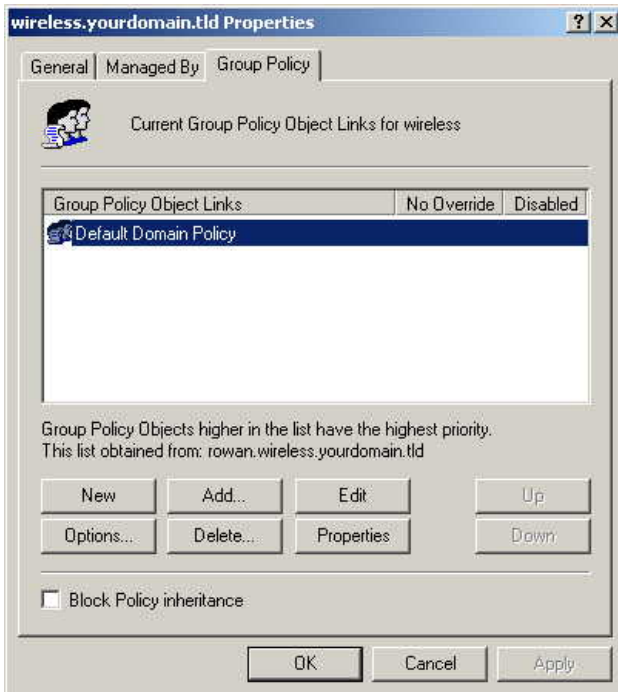 wireless.yourdomain.tld Properties
General Managed By Group Policy
Current Group Policy Object Links for wireless
Group Policy Object Links No Override Disabled
Default Domain Policy
Group Policy Objects higher in the list have the highest priority.
This list obtained from: rowan.wireless.yourdomain.tld
New Add... Edit Up
Options... Delete... Properties Down
Block Policy inheritance
OK Cancel Apply